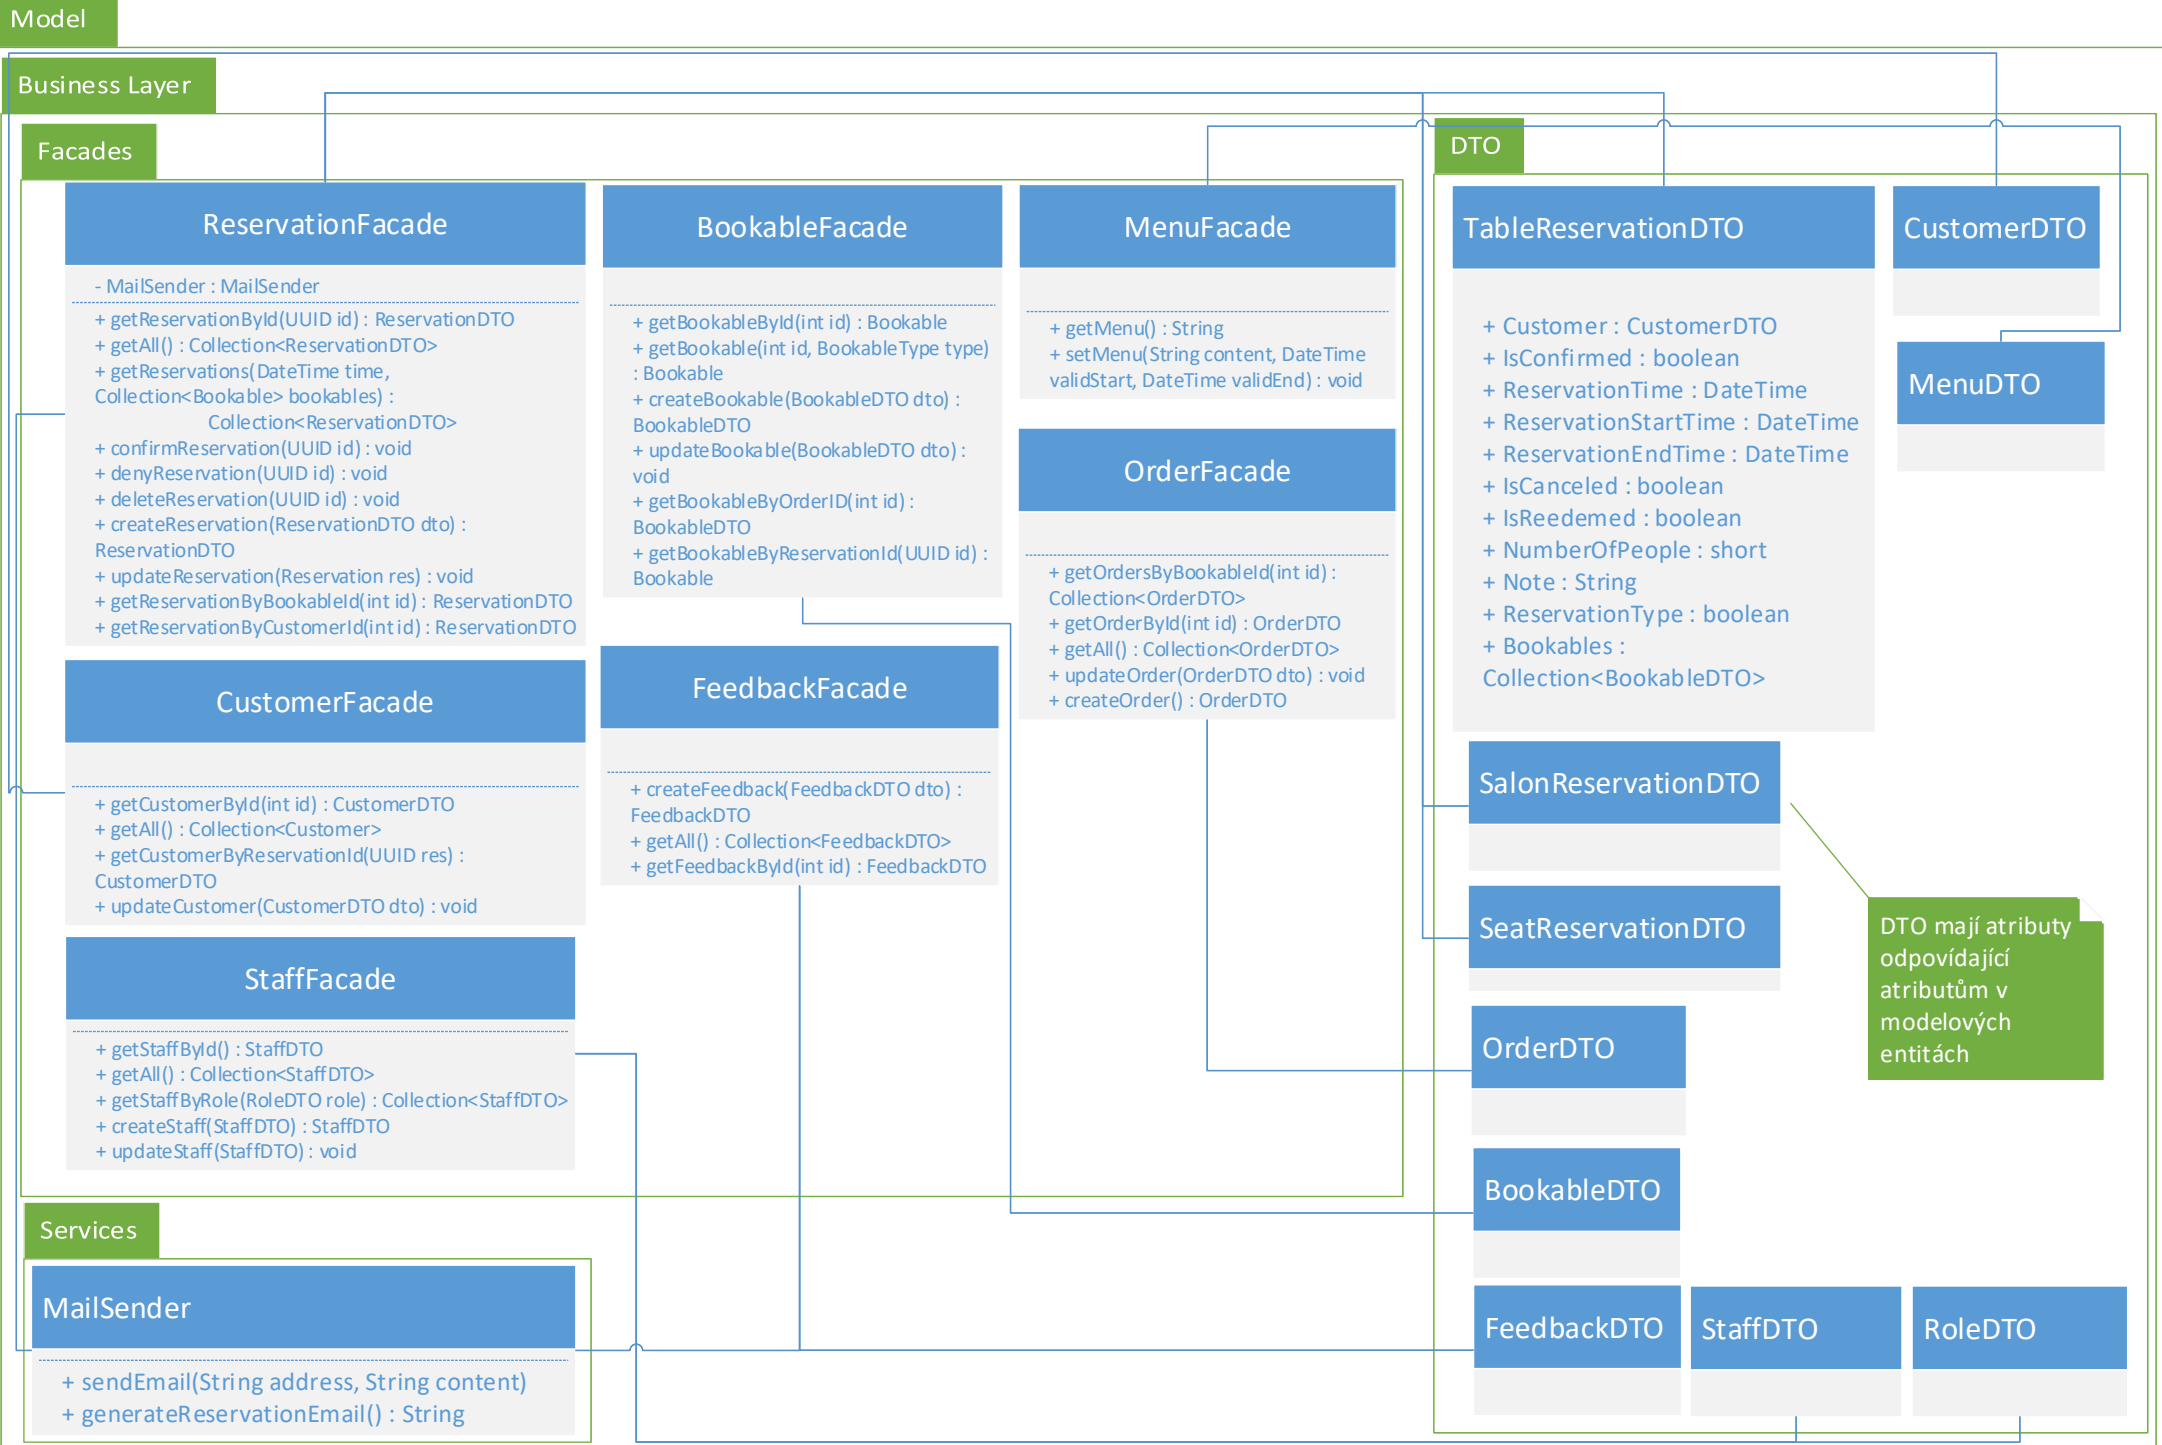 Model
Business Layer
Facades
ReservationFacade
- MailSender : MailSender
+ getReservationById(UUID id) : ReservationDTO
+ getAll() : Collection<ReservationDTO>
+ getReservations(DateTime time,
Collection<Bookable> bookables) :
Collection<ReservationDTO>
+ confirmReservation(UUID id) : void
+ denyReservation(UUID id) : void
+ deleteReservation(UUID id) : void
+ createReservation(ReservationDTO dto) :
ReservationDTO
+ updateReservation(Reservation res) : void
+ getReservationByBookableId(int id) : ReservationDTO
+ getReservationByCustomerId(int id) : ReservationDTO
BookableFacade
+ getBookableById(int id) : Bookable
+ getBookable(int id, BookableType type)
: Bookable
+ createBookable(BookableDTO dto) :
BookableDTO
+ updateBookable(BookableDTO dto) :
void
+ getBookableByOrderID(int id) :
BookableDTO
+ getBookableByReservationId(UUID id) :
Bookable
MenuFacade
+ getMenu() : String
+ setMenu(String content, DateTime
validStart, DateTime validEnd) : void
OrderFacade
+ getOrdersByBookableId(int id) :
Collection<OrderDTO>
+ getOrderById(int id) : OrderDTO
+ getAll() : Collection<OrderDTO>
+ updateOrder(OrderDTO dto) : void
+ createOrder() : OrderDTO
CustomerFacade
+ getCustomerById(int id) : CustomerDTO
+ getAll() : Collection<Customer>
+ getCustomerByReservationId(UUID res) :
CustomerDTO
+ updateCustomer(CustomerDTO dto) : void
FeedbackFacade
+ createFeedback(FeedbackDTO dto) :
FeedbackDTO
+ getAll() : Collection<FeedbackDTO>
+ getFeedbackById(int id) : FeedbackDTO
StaffFacade
+ getStaffById() : StaffDTO
+ getAll() : Collection<StaffDTO>
+ getStaffByRole(RoleDTO role) : Collection<StaffDTO>
+ createStaff(StaffDTO) : StaffDTO
+ updateStaff(StaffDTO) : void
Services
MailSender
+ sendEmail(String address, String content)
+ generateReservationEmail() : String
DTO
TableReservationDTO
+ Customer : CustomerDTO
+ IsConfirmed : boolean
+ ReservationTime : DateTime
+ ReservationStartTime : DateTime
+ ReservationEndTime : DateTime
+ IsCanceled : boolean
+ IsReedemed : boolean
+ NumberOfPeople : short
+ Note : String
+ ReservationType : boolean
+ Bookables :
Collection<BookableDTO>
CustomerDTO
MenuDTO
SalonReservationDTO
SeatReservationDTO
DTO mají atributy
odpovídající
atributům v
modelových
entitách
OrderDTO
BookableDTO
FeedbackDTO
StaffDTO
RoleDTO